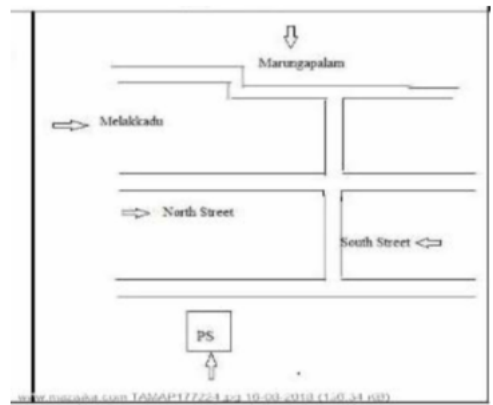 Marungapalam
Melakkadu
North Street
South Street
PS